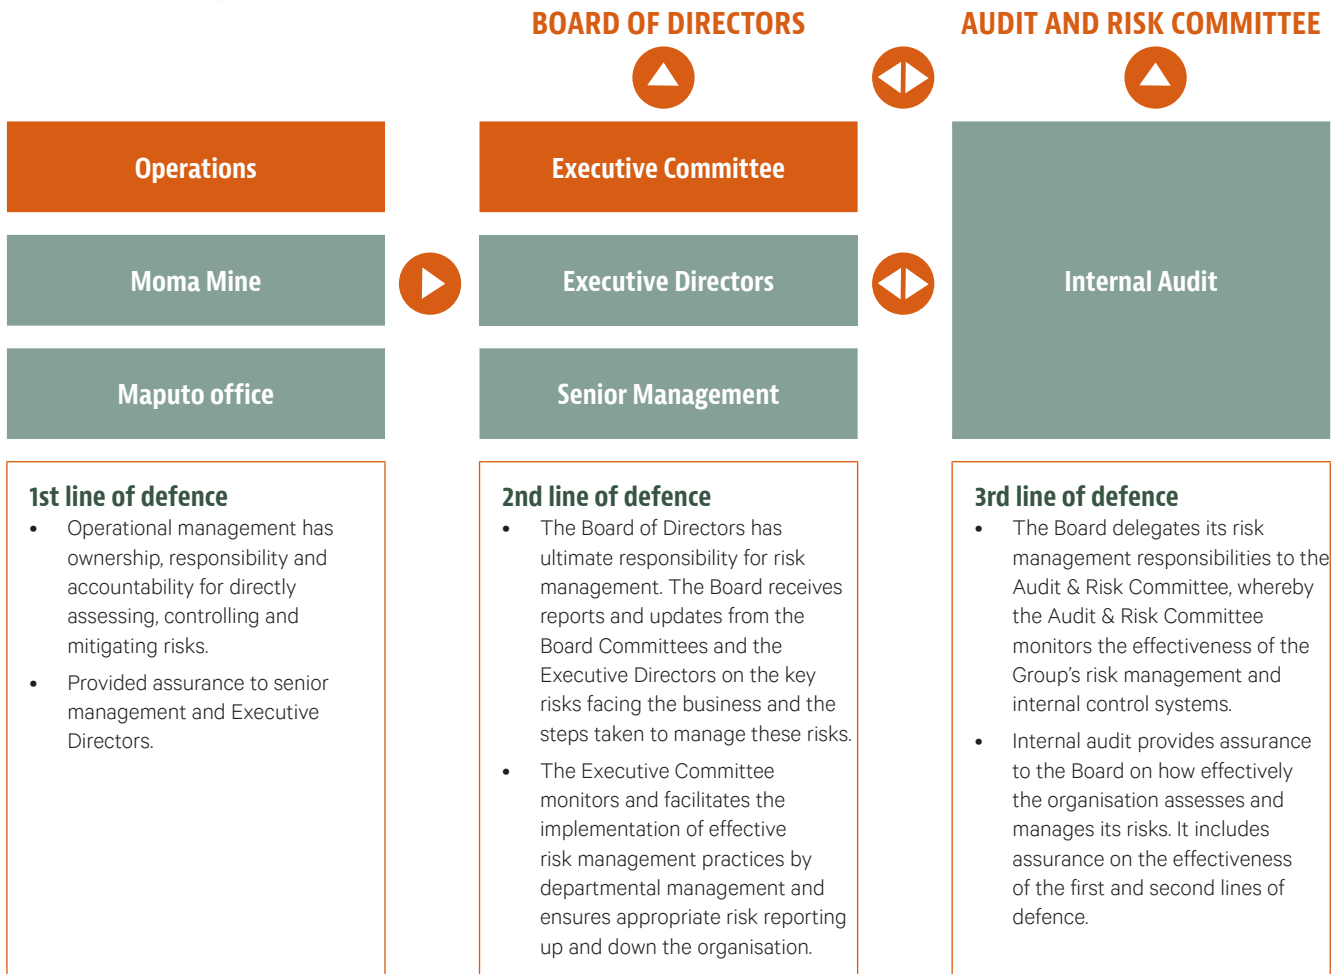 BOARD OF DIRECTORS
AUDIT AND RISK COMMITTEE
Operations
Executive Committee
Moma Mine
Executive Directors
Internal Audit
Maputo office
Senior Management
1st line of defence
• Operational management has
ownership, responsibility and
accountability for directly
assessing, controlling and
mitigating risks.
• Provided assurance to senior
management and Executive
Directors.
2nd line of defence
• The Board of Directors has
ultimate responsibility for risk
management. The Board receives
reports and updates from the
Board Committees and the
Executive Directors on the key
risks facing the business and the
steps taken to manage these risks.
• The Executive Committee
monitors and facilitates the
implementation of effective
risk management practices by
departmental management and
ensures appropriate risk reporting
up and down the organisation.
3rd line of defence
• The Board delegates its risk
management responsibilities to the
Audit & Risk Committee, whereby
the Audit & Risk Committee
monitors the effectiveness of the
Group's risk management and
internal control systems.
• Internal audit provides assurance
to the Board on how effectively
the organisation assesses and
manages its risks. It includes
assurance on the effectiveness
of the first and second lines of
defence.